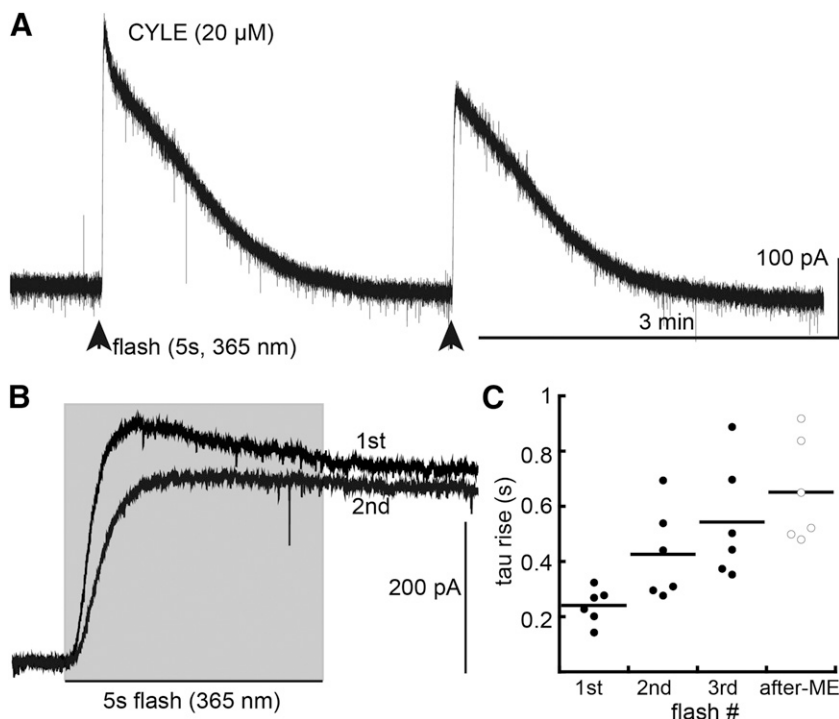 A
CYLE (20 µM)
100 pA
3 min
flash (5s, 365 nm)
B
1st
2nd
200 pA
5s flash (365 nm)
C
1
0.8
0.6
0.4
0.2
tau rise (s)
1st 2nd 3rd after-ME
flash #